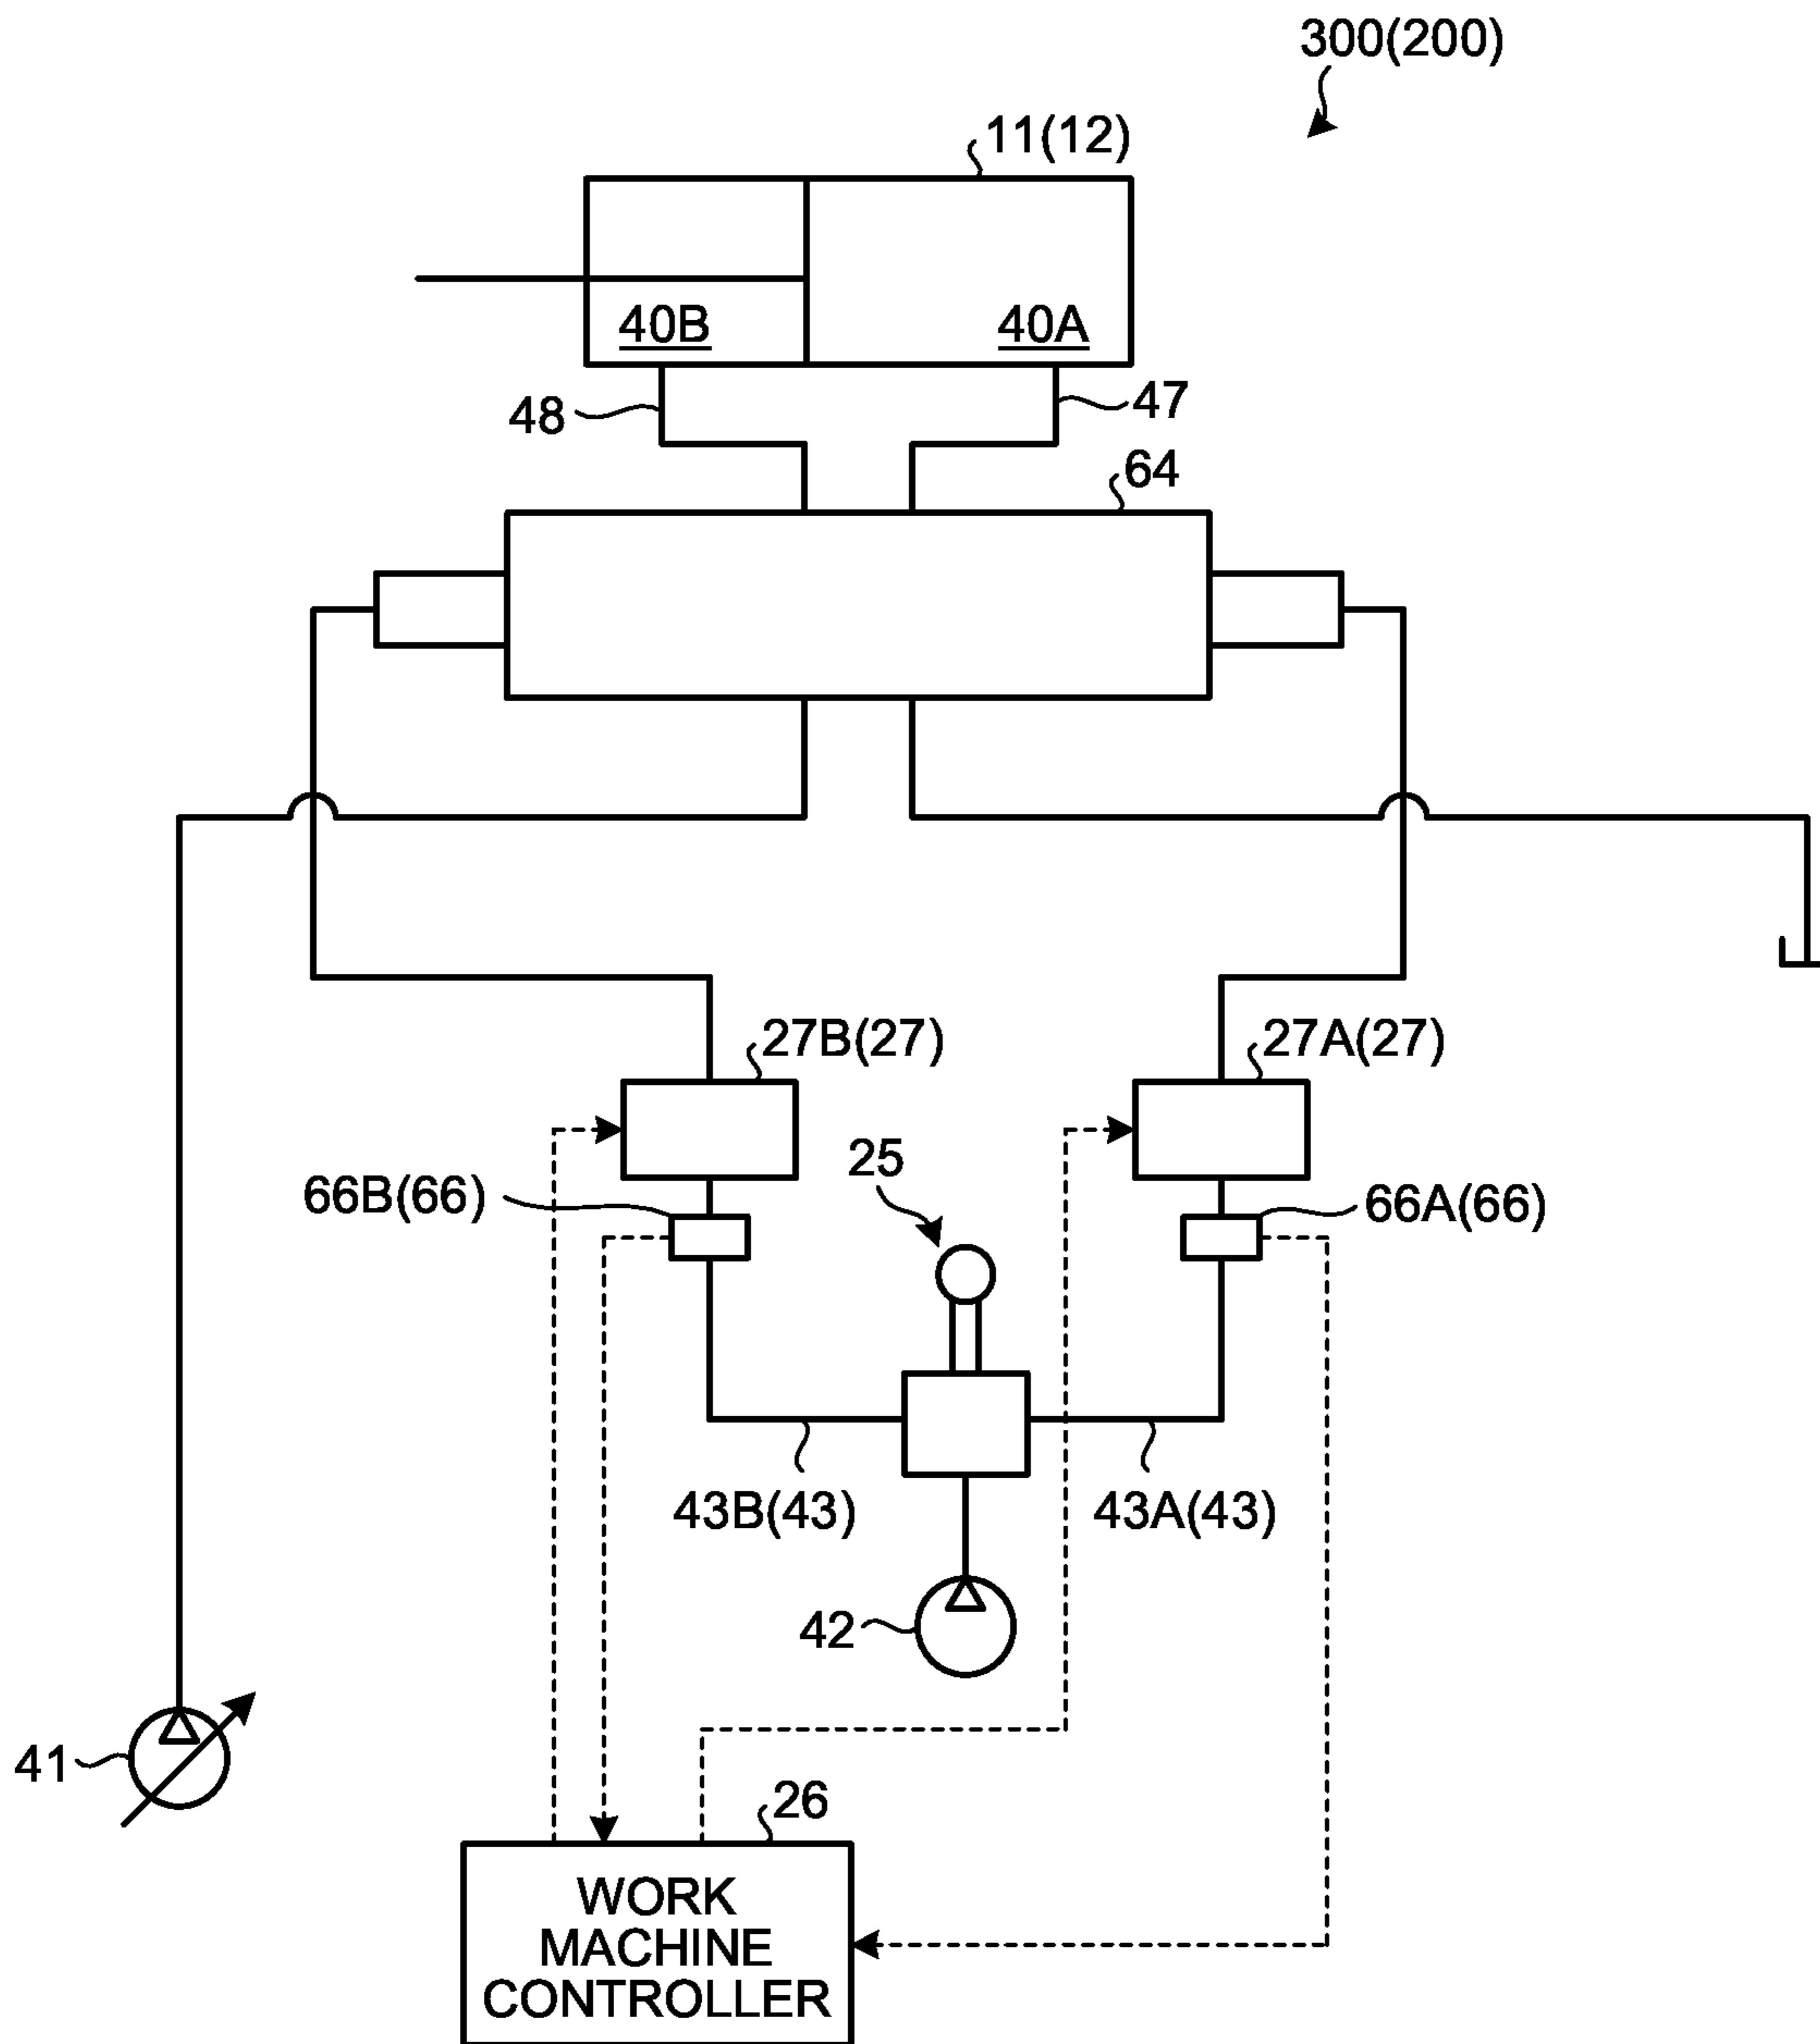 300(200)
11(12)
40B
40A
48
47
64
27B(27)
27A(27)
25
66B(66)
66A(66)
43B(43)
43A(43)
42
41
26
WORK
MACHINE
CONTROLLER